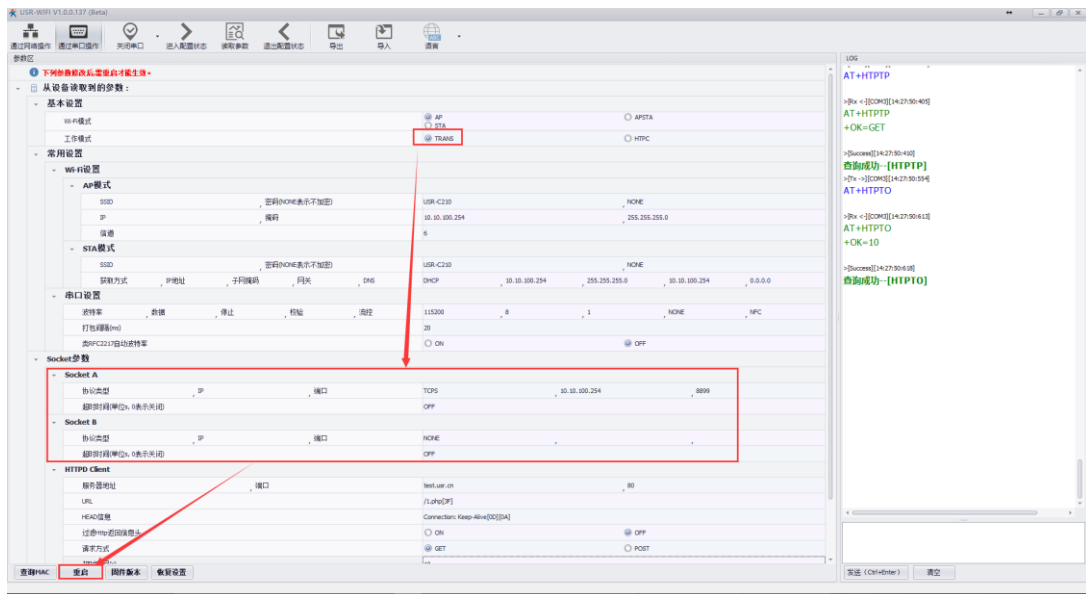 USR-WIFI V1.0.0.137 (Beta)
通过网络操作 通过串口操作 关闭串口 进入配置状态 读取参数 退出配置状态 导出 导入 语言
参数区
下列参数修改后需重启才能生效。
从设备读取到的参数：
基本设置
Wi-Fi模式 AP APSTA
STA
工作模式 TRANS HTPC
常用设置
Wi-Fi设置
AP模式
SSID , 密码(NONE表示不加密) USR-C210 , NONE
IP , 掩码 10.10.100.254 , 255.255.255.0
信道 6
STA模式
SSID , 密码(NONE表示不加密) USR-C210 , NONE
获取方式 , IP地址 , 子网掩码 , 网关 , DNS DHCP , 10.10.100.254 , 255.255.255.0 , 10.10.100.254 , 0.0.0.0
串口设置
波特率 , 数据 , 停止 , 校验 , 流控 115200 , 8 , 1 , NONE , NFC
打包间隔(ms) 20
类RFC2217自动波特率 ON OFF
Socket参数
Socket A
协议类型 , IP , 端口 TCPS , 10.10.100.254 , 8899
超时时间(单位s, 0表示关闭) OFF
Socket B
协议类型 , IP , 端口 NONE , ,
超时时间(单位s, 0表示关闭) OFF
HTTPD Client
服务器地址 , 端口 test.usr.cn , 80
URL /1.php[3F]
HEAD信息 Connection: Keep-Alive[0D][0A]
过滤http返回信息头 ON OFF
请求方式 GET POST
查询MAC 重启 固件版本 恢复设置
LOG
AT+HTPTP
>[Rx <-][COM3][14:27:50:405]
AT+HTPTP
+OK=GET
>[Success][14:27:50:410]
查询成功--[HTPTP]
>[Tx ->][COM3][14:27:50:554]
AT+HTPTO
>[Rx <-][COM3][14:27:50:613]
AT+HTPTO
+OK=10
>[Success][14:27:50:618]
查询成功--[HTPTO]
发送（Ctrl+Enter） 清空